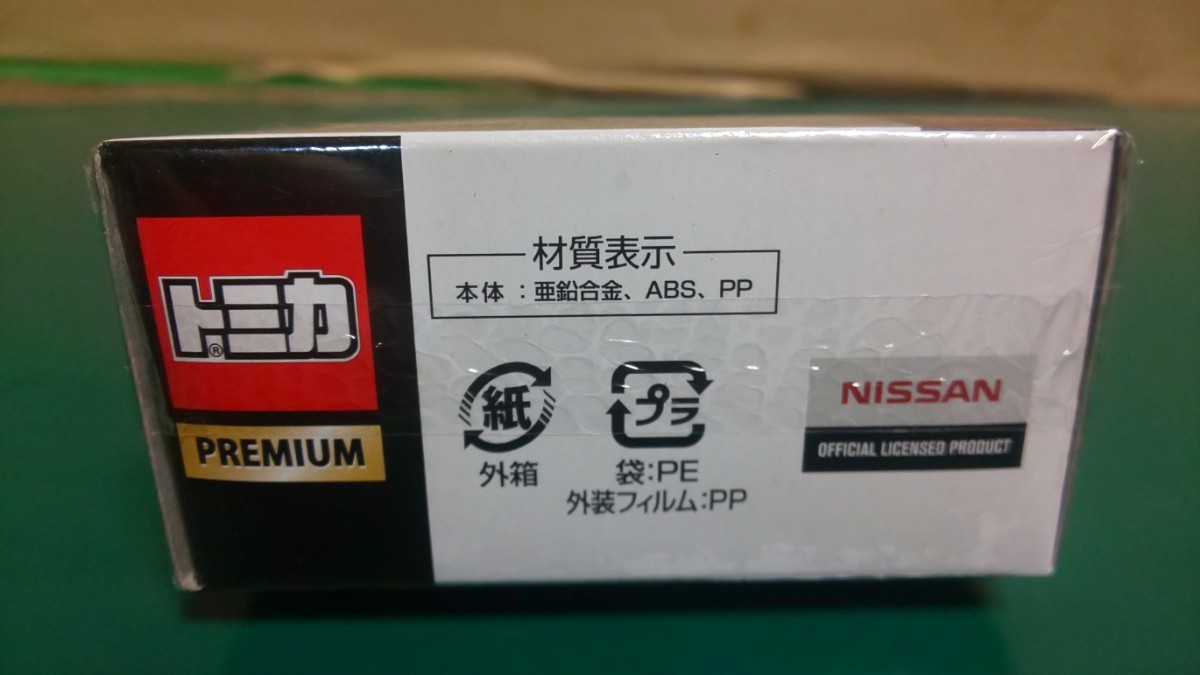 トミカ®
PREMIUM
材質表示
本体：亜鉛合金、ABS、PP
紙
外箱
プラ
袋:PE
外装フィルム:PP
NISSAN
OFFICIAL LICENSED PRODUCT